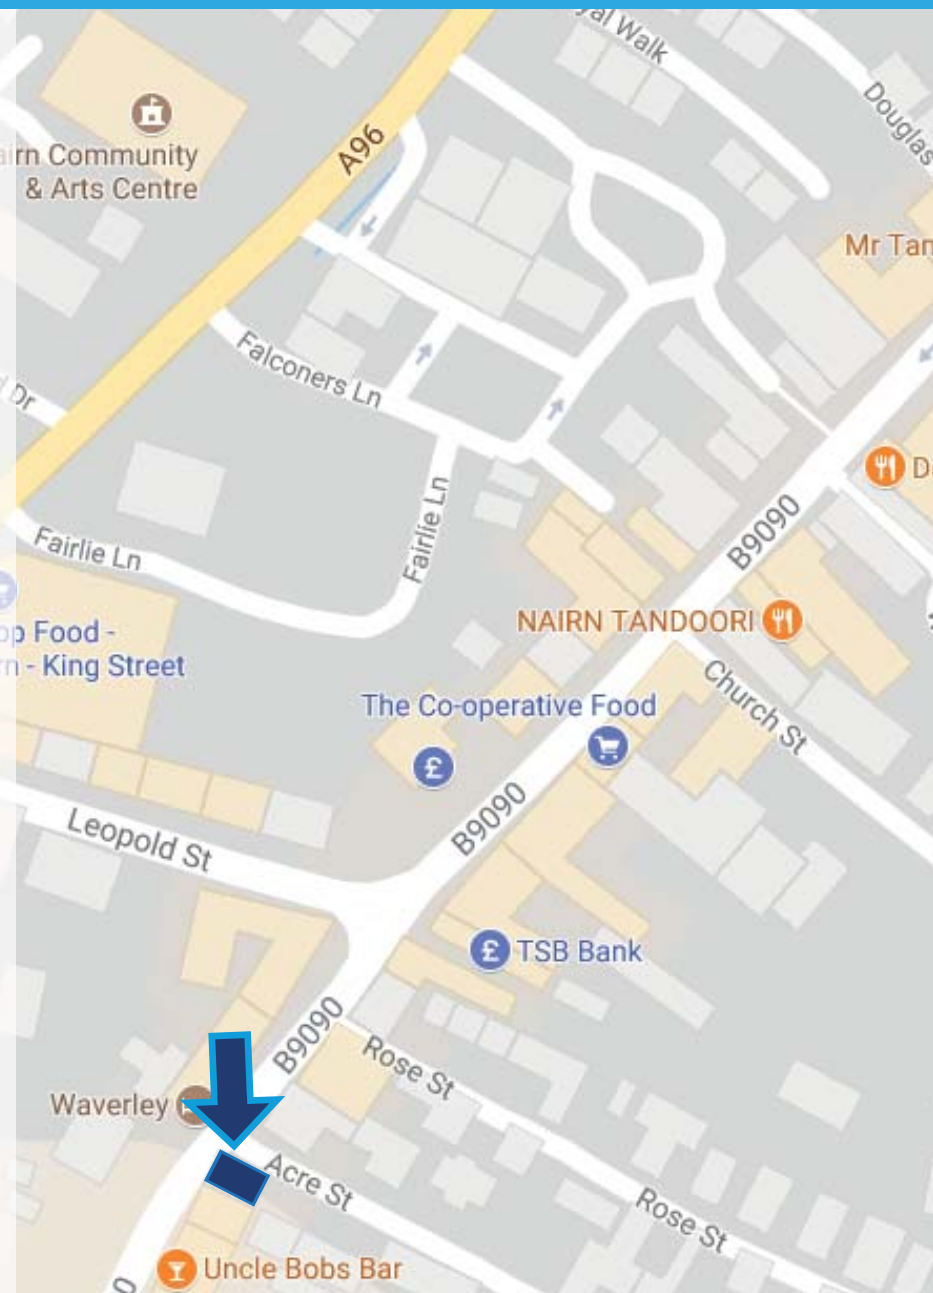 Walk
Douglas
A96
& Arts Centre
Community
Mr Tan
Falconers Ln
Dr
Fairlie Ln
Fairlie Ln
B9090
NAIRN TANDOORI
Food -
- King Street
Church St
The Co-operative Food
B9090
Leopold St
TSB Bank
B9090
Rose St
Waverley
Acre St
Rose St
Uncle Bobs Bar